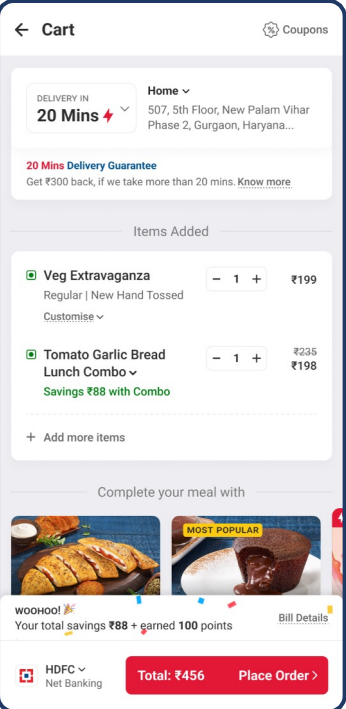 Cart
Coupons
DELIVERY IN
20 Mins
Home
507, 5th Floor, New Palam Vihar
Phase 2, Gurgaon, Haryana...
20 Mins Delivery Guarantee
Get ₹300 back, if we take more than 20 mins. Know more
Items Added
Veg Extravaganza
− 1 +
₹199
Regular | New Hand Tossed
Customise
Tomato Garlic Bread
Lunch Combo
− 1 +
₹235
₹198
Savings ₹88 with Combo
+ Add more items
Complete your meal with
MOST POPULAR
WOOHOO!
Your total savings ₹88 + earned 100 points
Bill Details
HDFC
Net Banking
Total: ₹456
Place Order